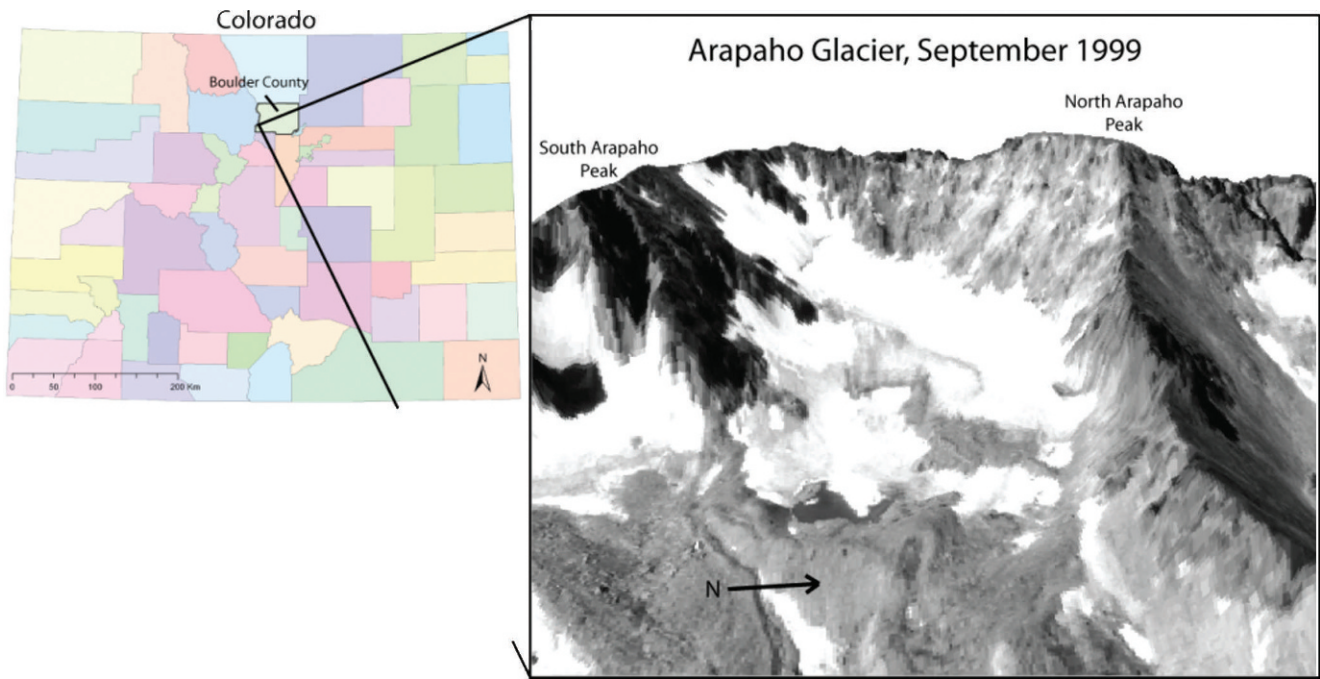 Colorado
Boulder County
N
0 50 100 200 Km
Arapaho Glacier, September 1999
North Arapaho
Peak
South Arapaho
Peak
N